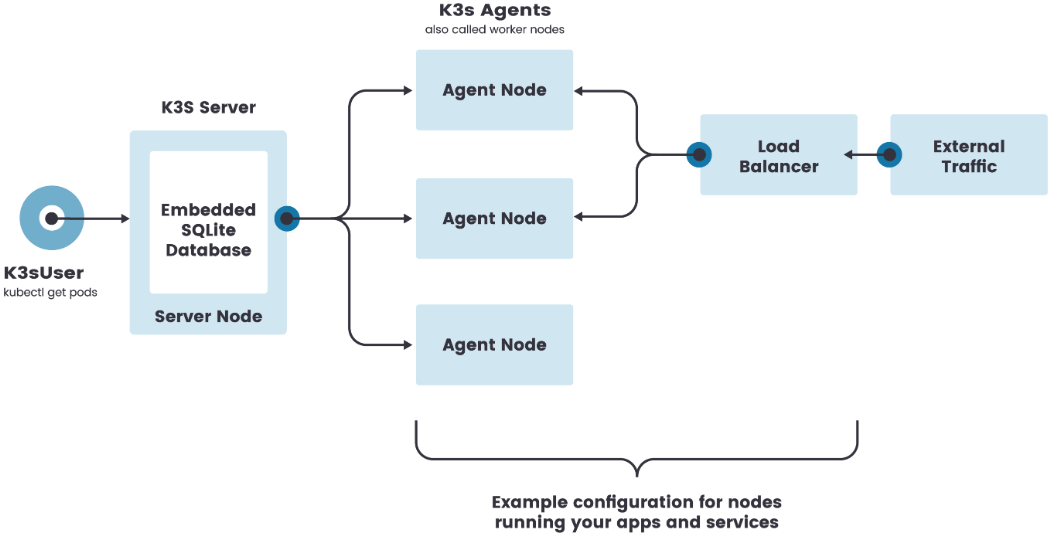 K3s Agents
also called worker nodes
K3S Server
Embedded
SQLite
Database
Server Node
K3sUser
kubectl get pods
Agent Node
Agent Node
Agent Node
Load
Balancer
External
Traffic
Example configuration for nodes
running your apps and services